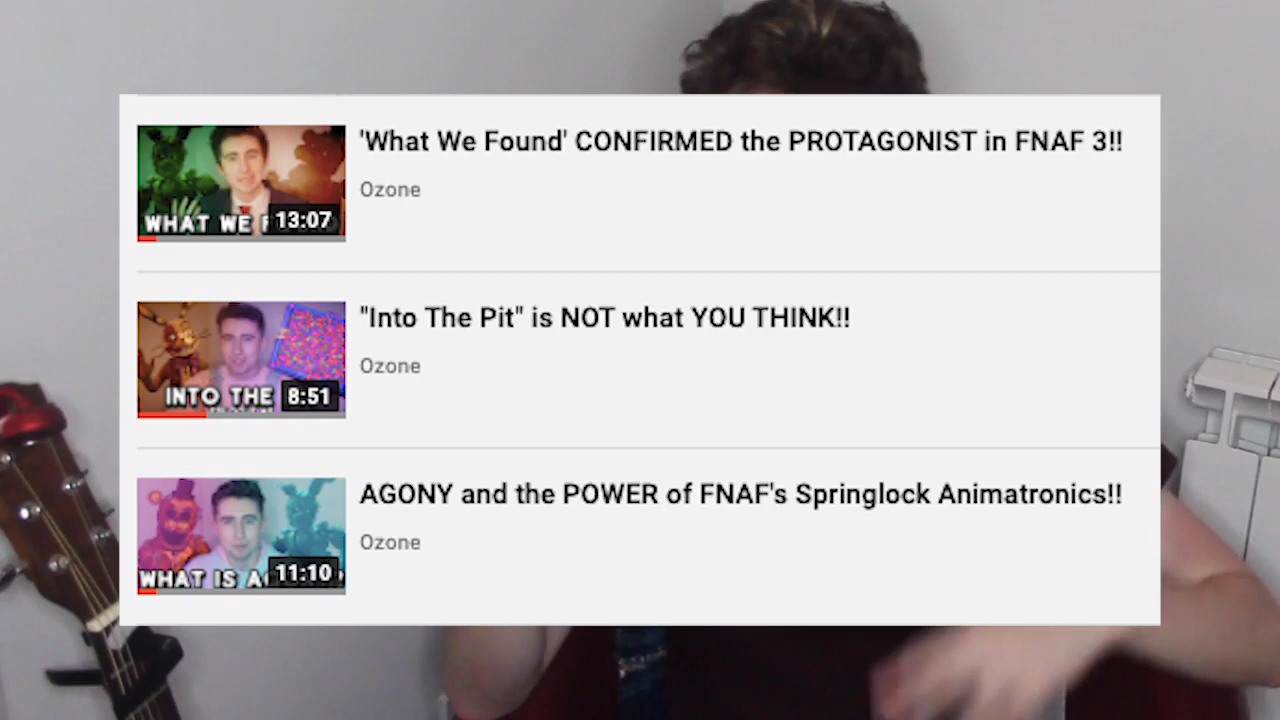 'What We Found' CONFIRMED the PROTAGONIST in FNAF 3!!
Ozone
WHAT WE
13:07
"Into The Pit" is NOT what YOU THINK!!
Ozone
INTO THE
8:51
AGONY and the POWER of FNAF's Springlock Animatronics!!
Ozone
WHAT IS
11:10